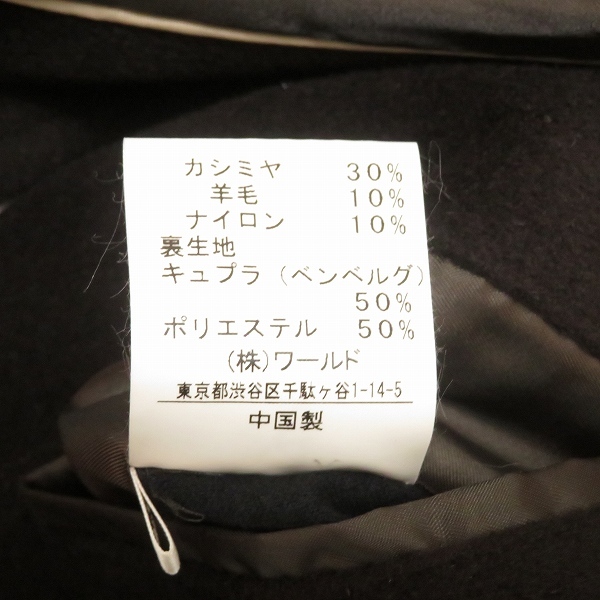 カシミヤ 30%
羊毛 10%
ナイロン 10%
裏生地
キュプラ(ベンベルグ)
50%
ポリエステル 50%
(株)ワールド
東京都渋谷区千駄ヶ谷1-14-5
中国製